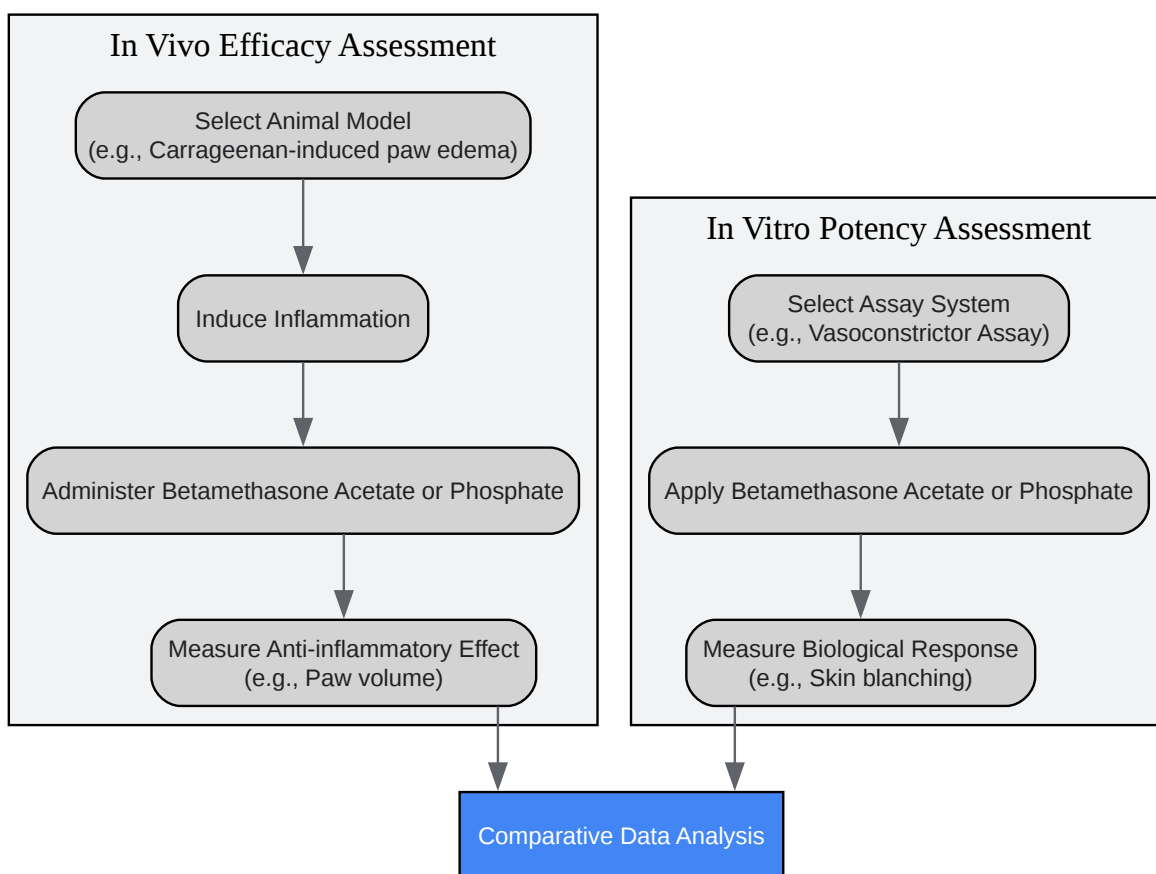 In Vivo Efficacy Assessment
Select Animal Model
(e.g., Carrageenan-induced paw edema)
Induce Inflammation
Administer Betamethasone Acetate or Phosphate
Measure Anti-inflammatory Effect
(e.g., Paw volume)
In Vitro Potency Assessment
Select Assay System
(e.g., Vasoconstrictor Assay)
Apply Betamethasone Acetate or Phosphate
Measure Biological Response
(e.g., Skin blanching)
Comparative Data Analysis